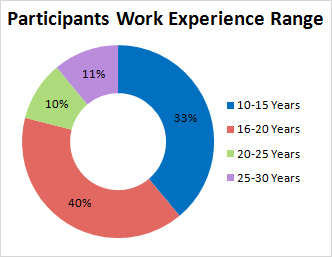 Participants Work Experience Range
11%
10%
33%
40%
10-15 Years
16-20 Years
20-25 Years
25-30 Years